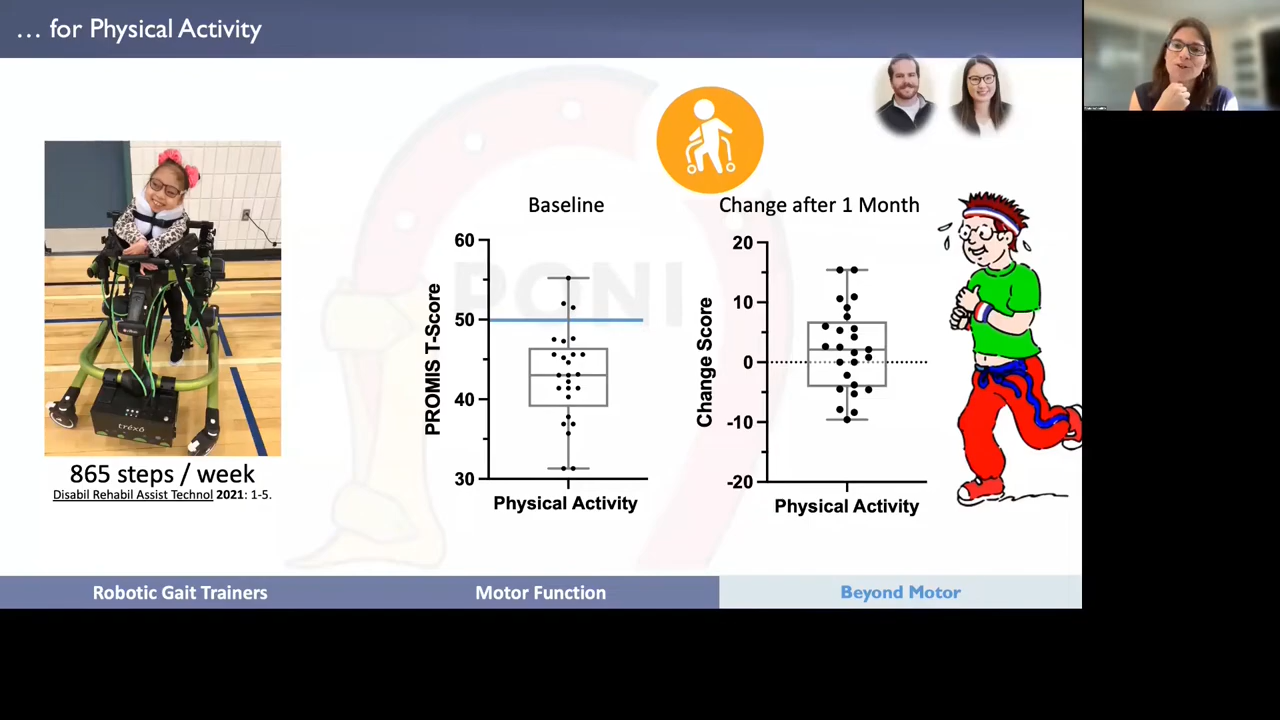 … for Physical Activity
Baseline
Change after 1 Month
PONI
60
50
40
30
PROMIS T-Score
Physical Activity
20
10
0
-10
-20
Change Score
Physical Activity
trexo
865 steps / week
Disabil Rehabil Assist Technol 2021: 1-5.
Robotic Gait Trainers
Motor Function
Beyond Motor